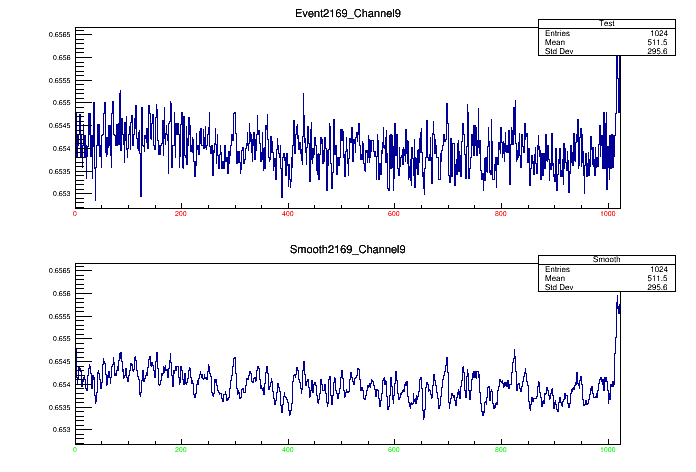 Event2169_Channel9
Test
Entries 1024
Mean 511.5
Std Dev 295.6
0.6565
0.656
0.6555
0.655
0.6545
0.654
0.6535
0.653
0 200 400 600 800 1000
Smooth2169_Channel9
Smooth
Entries 1024
Mean 511.5
Std Dev 295.6
0.6565
0.656
0.6555
0.655
0.6545
0.654
0.6535
0.653
0 200 400 600 800 1000